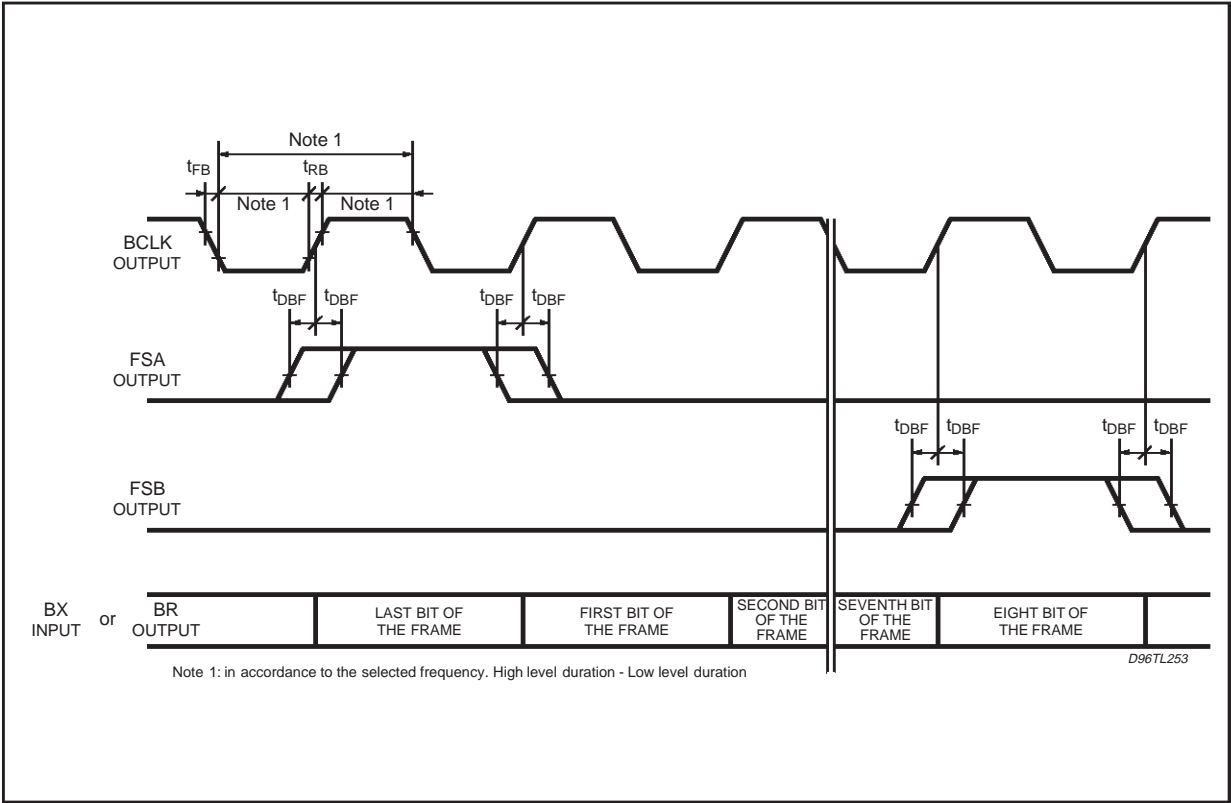 Note 1
tFB
tRB
Note 1
Note 1
BCLK
OUTPUT
tDBF
tDBF
tDBF
tDBF
FSA
OUTPUT
tDBF
tDBF
tDBF
tDBF
FSB
OUTPUT
BX
INPUT
or
BR
OUTPUT
LAST BIT OF
THE FRAME
FIRST BIT OF
THE FRAME
SECOND BIT
OF THE
FRAME
SEVENTH BIT
OF THE
FRAME
EIGHT BIT OF
THE FRAME
D96TL253
Note 1: in accordance to the selected frequency. High level duration - Low level duration